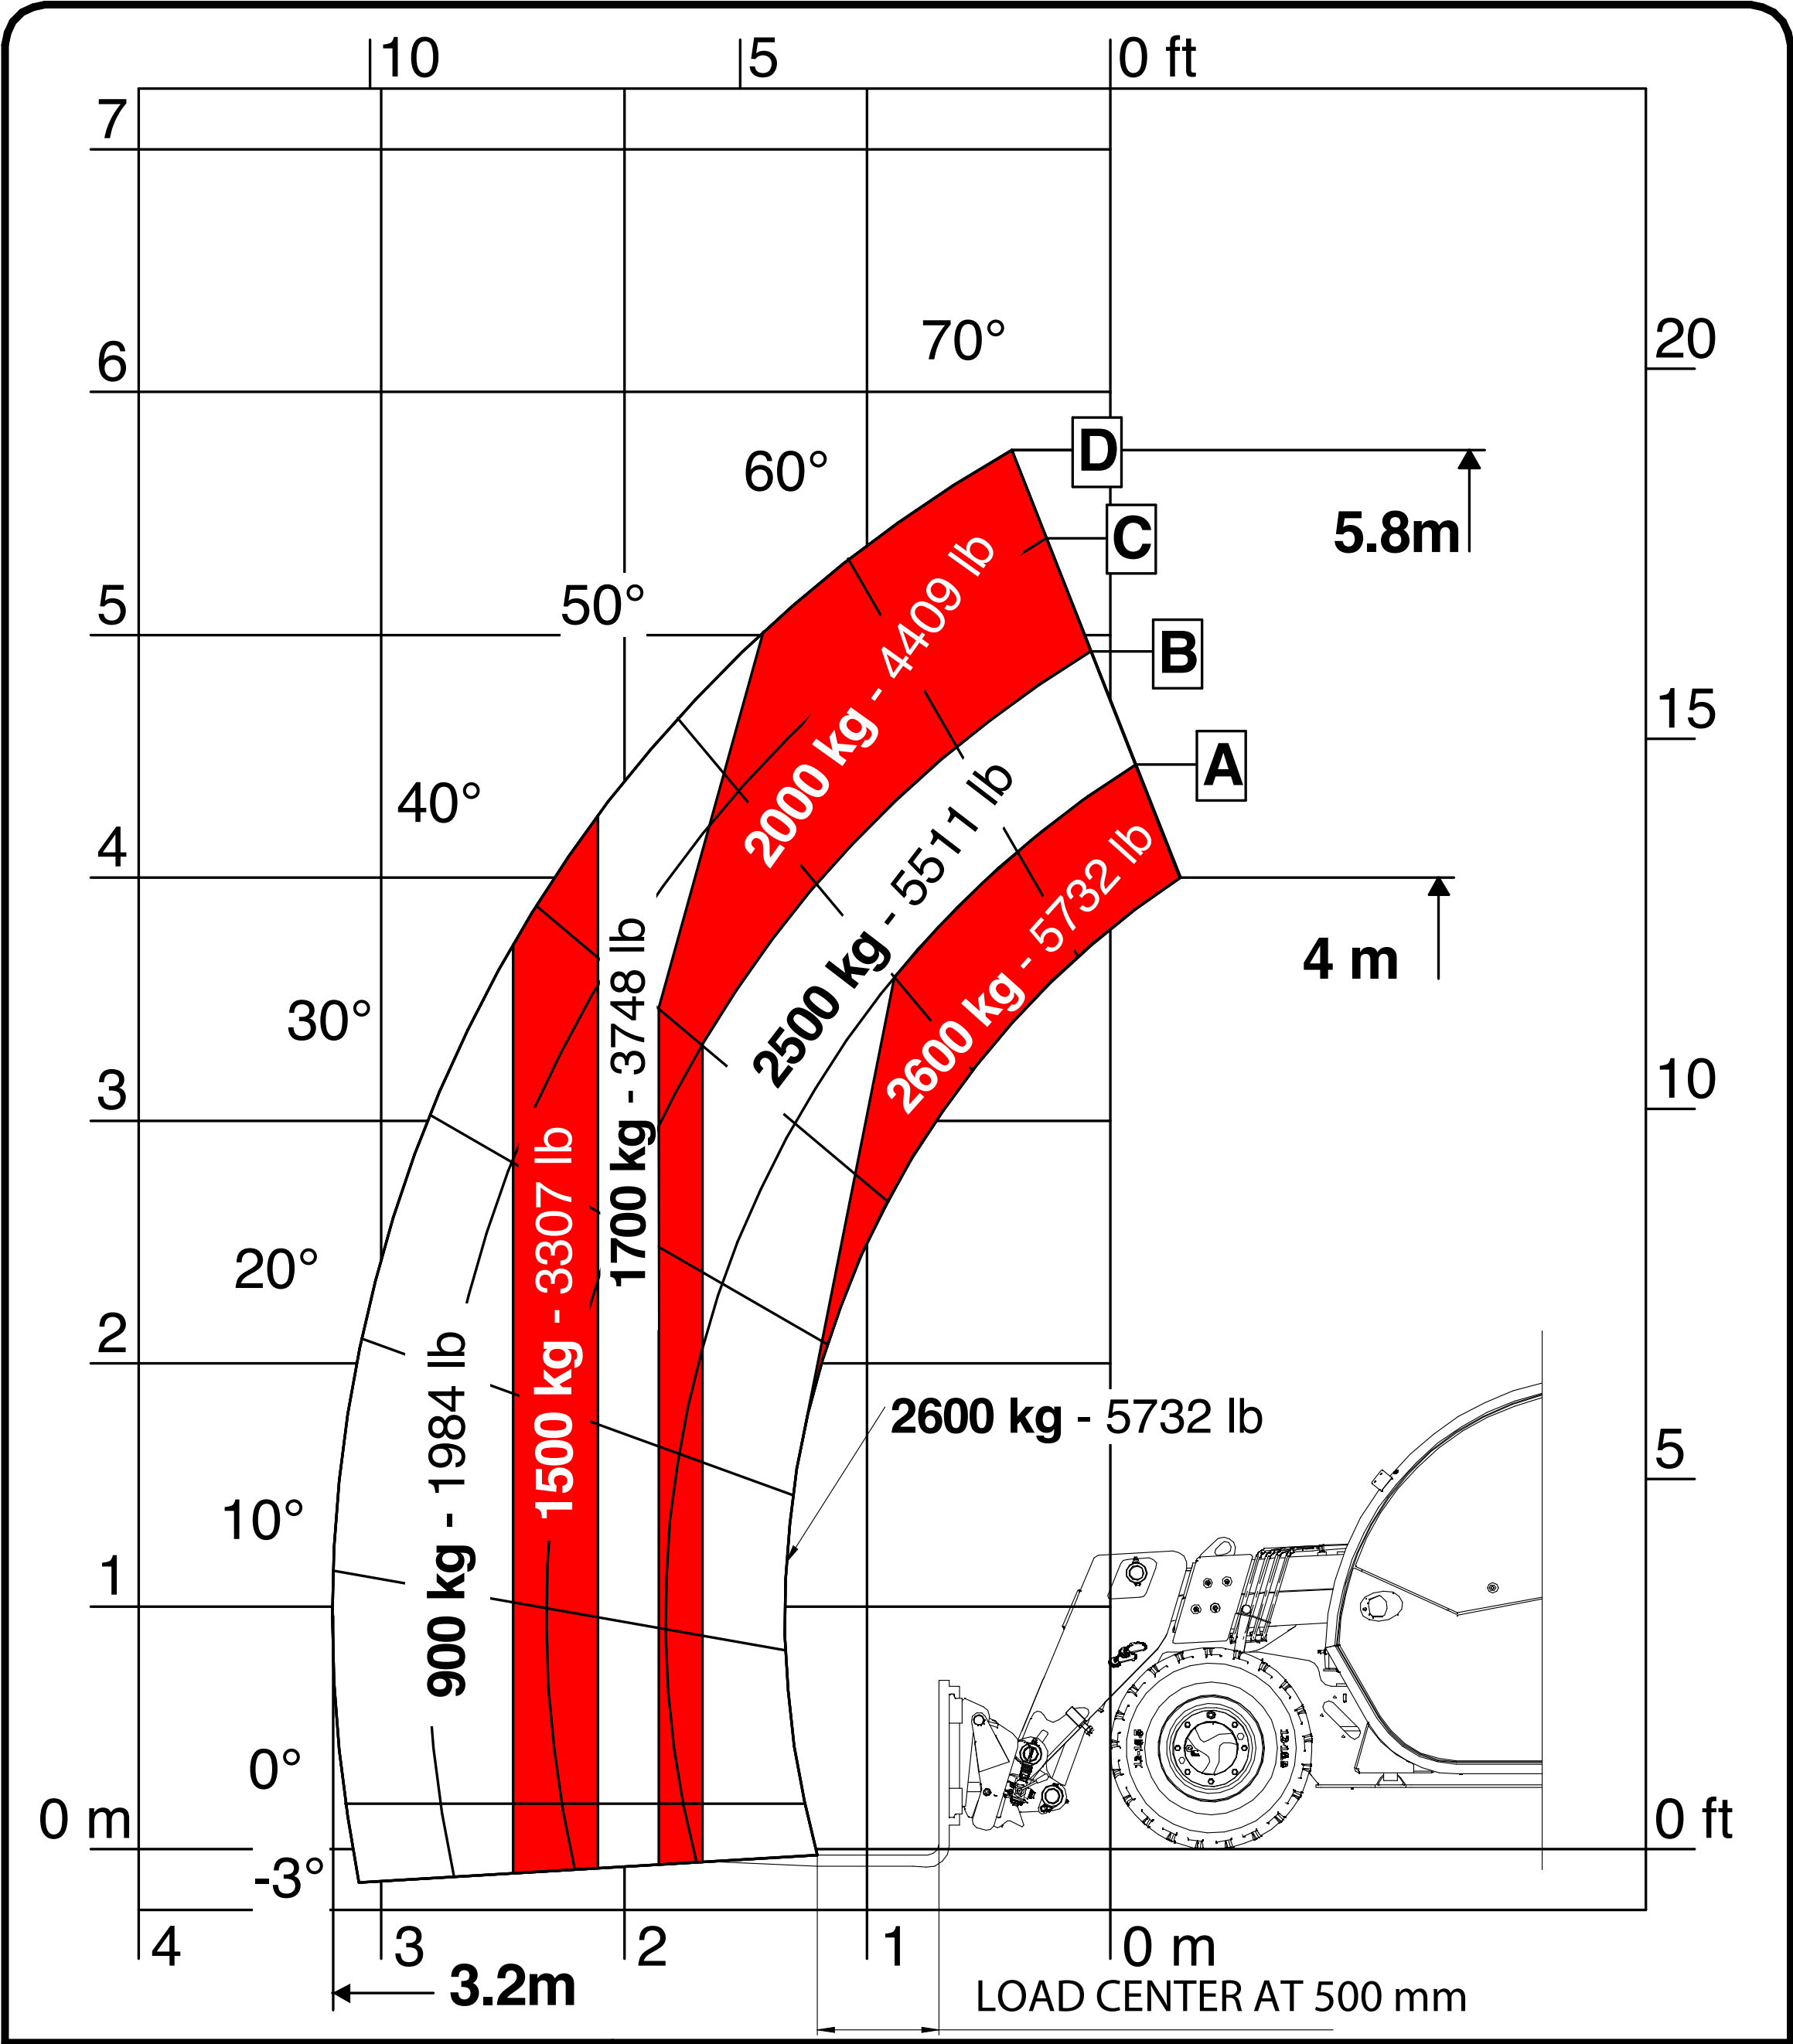 10
5
0 ft
7
6
5
4
3
2
1
0 m
70°
60°
50°
40°
30°
20°
10°
0°
-3°
D
C
B
A
5.8m
4 m
20
15
10
5
0 ft
2000 kg - 4409 lb
2500 kg - 5511 lb
2600 kg - 5732 lb
1700 kg - 3748 lb
1500 kg - 3307 lb
900 kg - 1984 lb
2600 kg - 5732 lb
4
3
2
1
0 m
3.2m
LOAD CENTER AT 500 mm